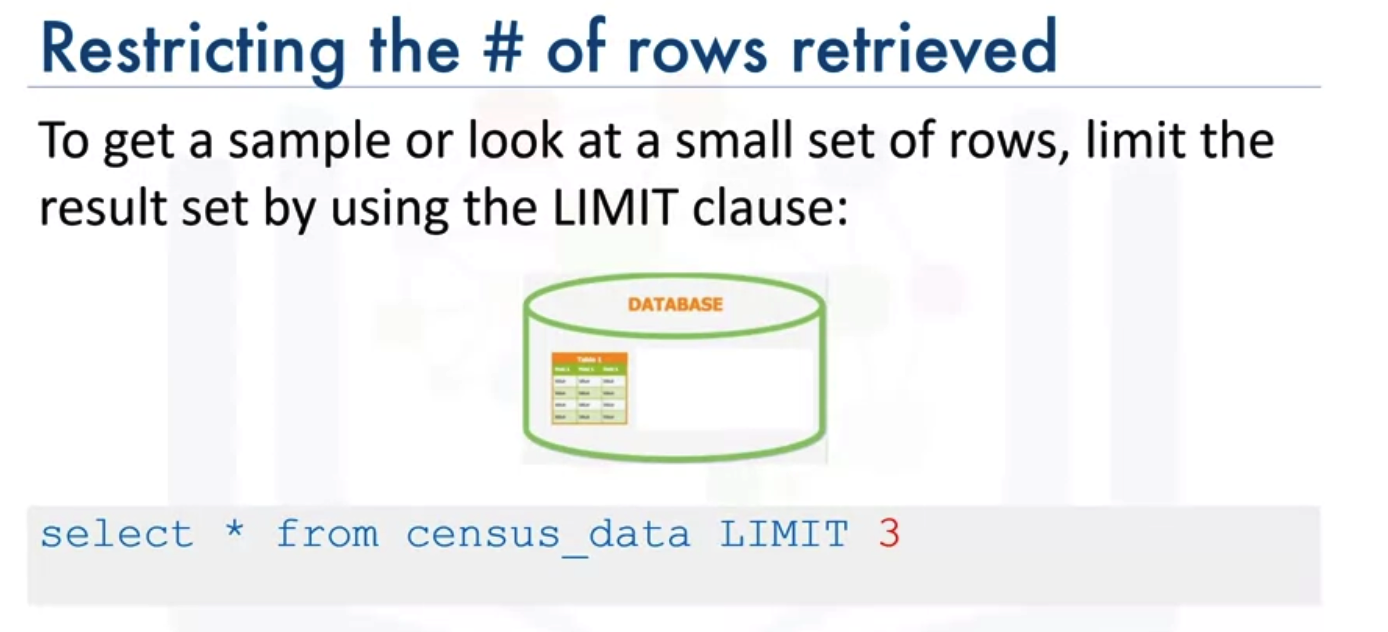 Restricting the # of rows retrieved
To get a sample or look at a small set of rows, limit the
result set by using the LIMIT clause:
DATABASE
Table 1
select * from census_data LIMIT 3